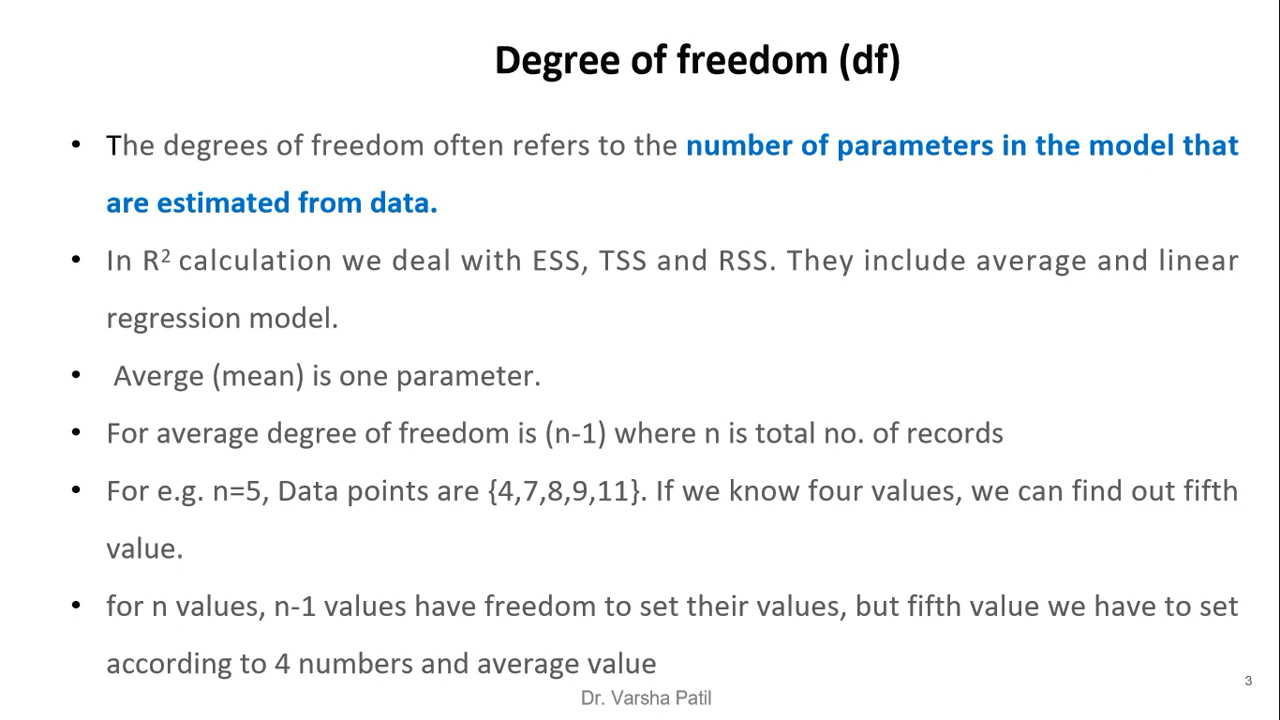 Degree of freedom (df)
• The degrees of freedom often refers to the number of parameters in the model that
are estimated from data.
• In R² calculation we deal with ESS, TSS and RSS. They include average and linear
regression model.
• Averge (mean) is one parameter.
• For average degree of freedom is (n-1) where n is total no. of records
• For e.g. n=5, Data points are {4,7,8,9,11}. If we know four values, we can find out fifth
value.
• for n values, n-1 values have freedom to set their values, but fifth value we have to set
according to 4 numbers and average value
Dr. Varsha Patil
3